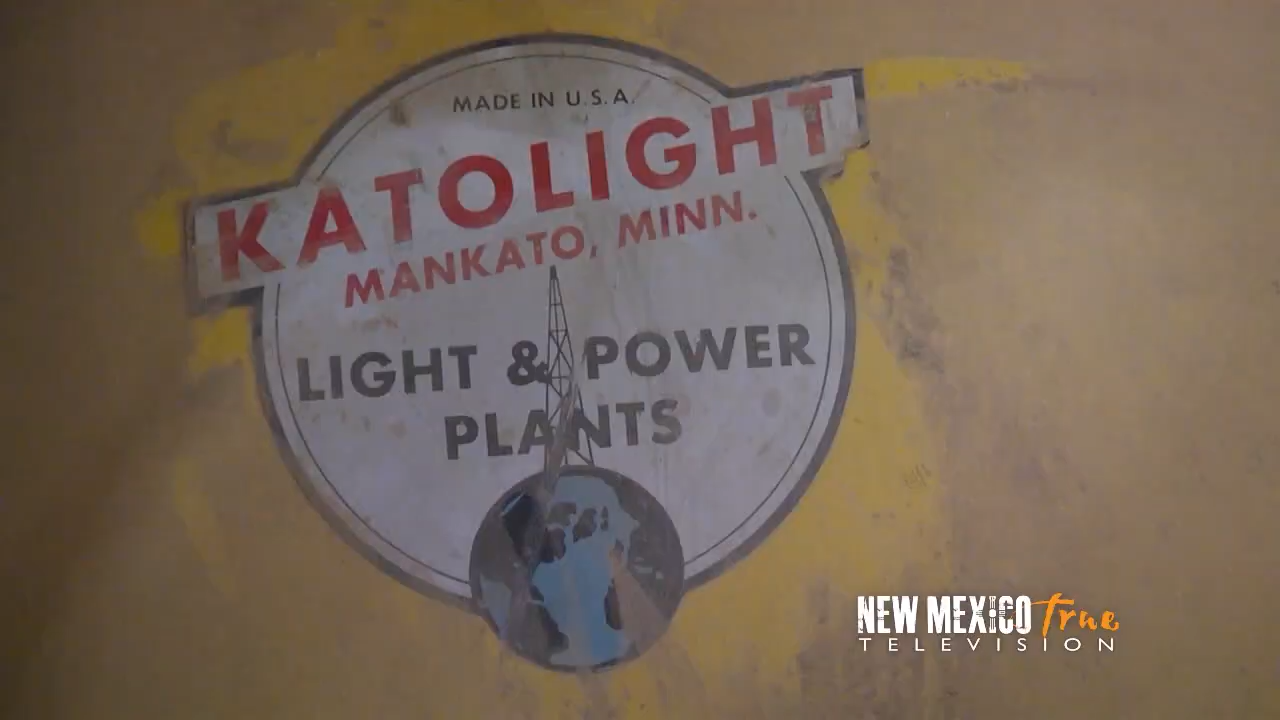 MADE IN U.S.A.
KATOLIGHT
MANKATO, MINN.
LIGHT & POWER
PLANTS
NEW MEXICO True
TELEVISION